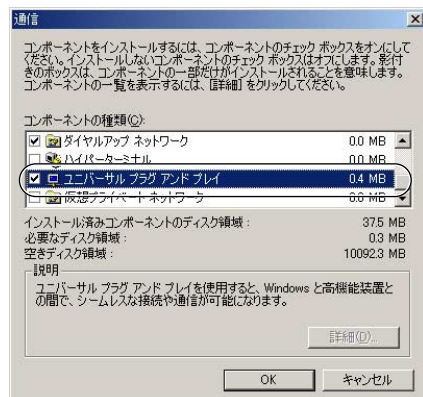 通信
コンポーネントをインストールするには、コンポーネントのチェック ボックスをオンにして
ください。インストールしないコンポーネントのチェック ボックスはオフにします。影付
きのボックスは、コンポーネントの一部だけがインストールされることを意味します。
コンポーネントの一覧を表示するには、[詳細] をクリックしてください。
コンポーネントの種類(C):
ダイヤルアップ ネットワーク 0.0 MB
ハイパーターミナル 0.0 MB
ユニバーサル プラグ アンド プレイ 0.4 MB
仮想プライベート ネットワーク 0.0 MB
インストール済みコンポーネントのディスク領域 : 37.5 MB
必要なディスク領域 : 0.3 MB
空きディスク領域 : 10092.3 MB
説明
ユニバーサル プラグ アンド プレイを使用すると、Windows と高機能装置と
の間で、シームレスな接続や通信が可能になります。
詳細(D)...
OK キャンセル